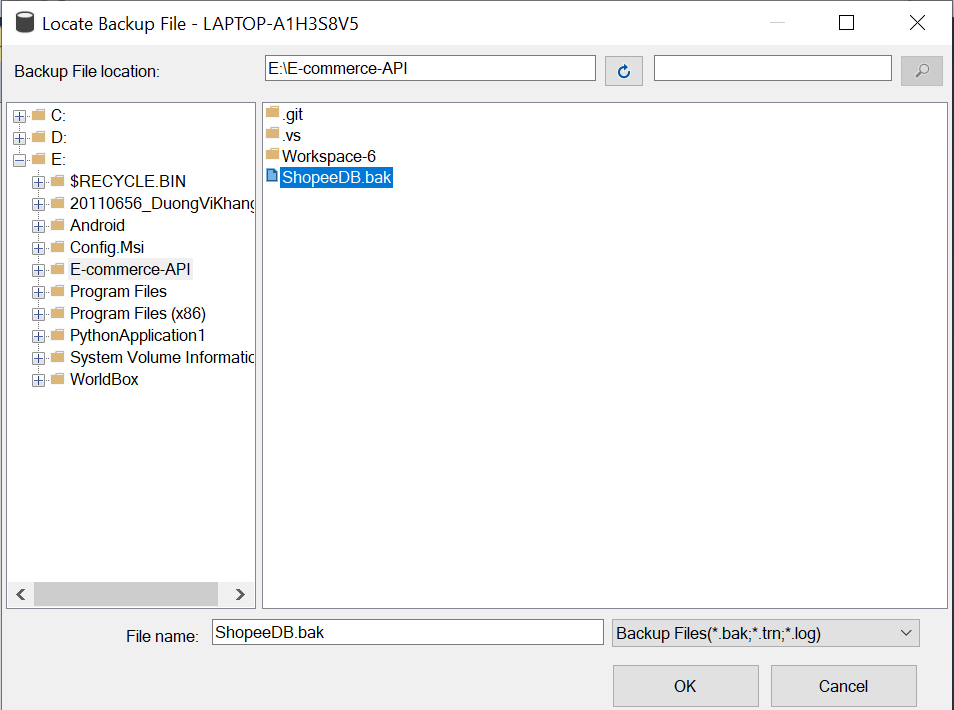 Locate Backup File - LAPTOP-A1H3S8V5
Backup File location:
E:\E-commerce-API
C:
D:
E:
$RECYCLE.BIN
20110656_DuongViKhang
Android
Config.Msi
E-commerce-API
Program Files
Program Files (x86)
PythonApplication1
System Volume Informatic
WorldBox
.git
.vs
Workspace-6
ShopeeDB.bak
File name:
ShopeeDB.bak
Backup Files(*.bak;*.trn;*.log)
OK
Cancel